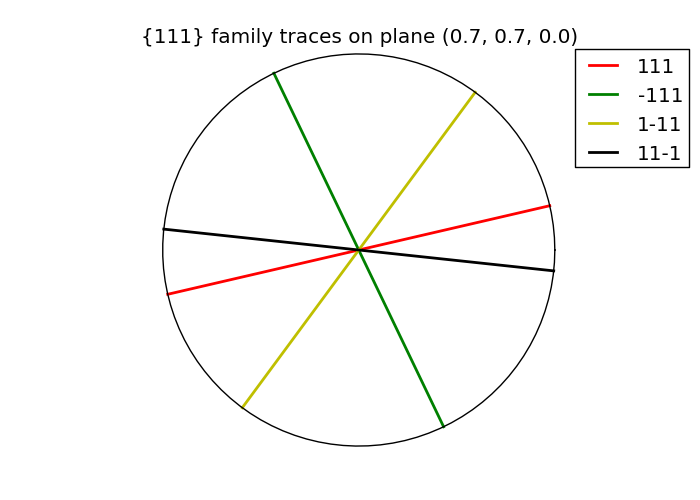 {111} family traces on plane (0.7, 0.7, 0.0)
111
-111
1-11
11-1